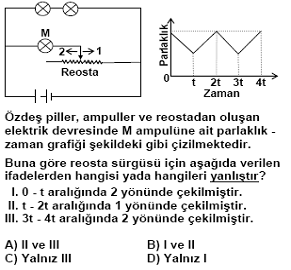 M
2 1
Reosta
Parlaklık
t 2t 3t 4t
Zaman
Özdeş piller, ampuller ve reostadan oluşan
elektrik devresinde M ampulüne ait parlaklık -
zaman grafiği şekildeki gibi çizilmektedir.
Buna göre reosta sürgüsü için aşağıda verilen
ifadelerden hangisi yada hangileri yanlıştır?
I. 0 - t aralığında 2 yönünde çekilmiştir.
II. t - 2t aralığında 1 yönünde çekilmiştir.
III. 3t - 4t aralığında 2 yönünde çekilmiştir.
A) II ve III B) I ve II
C) Yalnız III D) Yalnız I